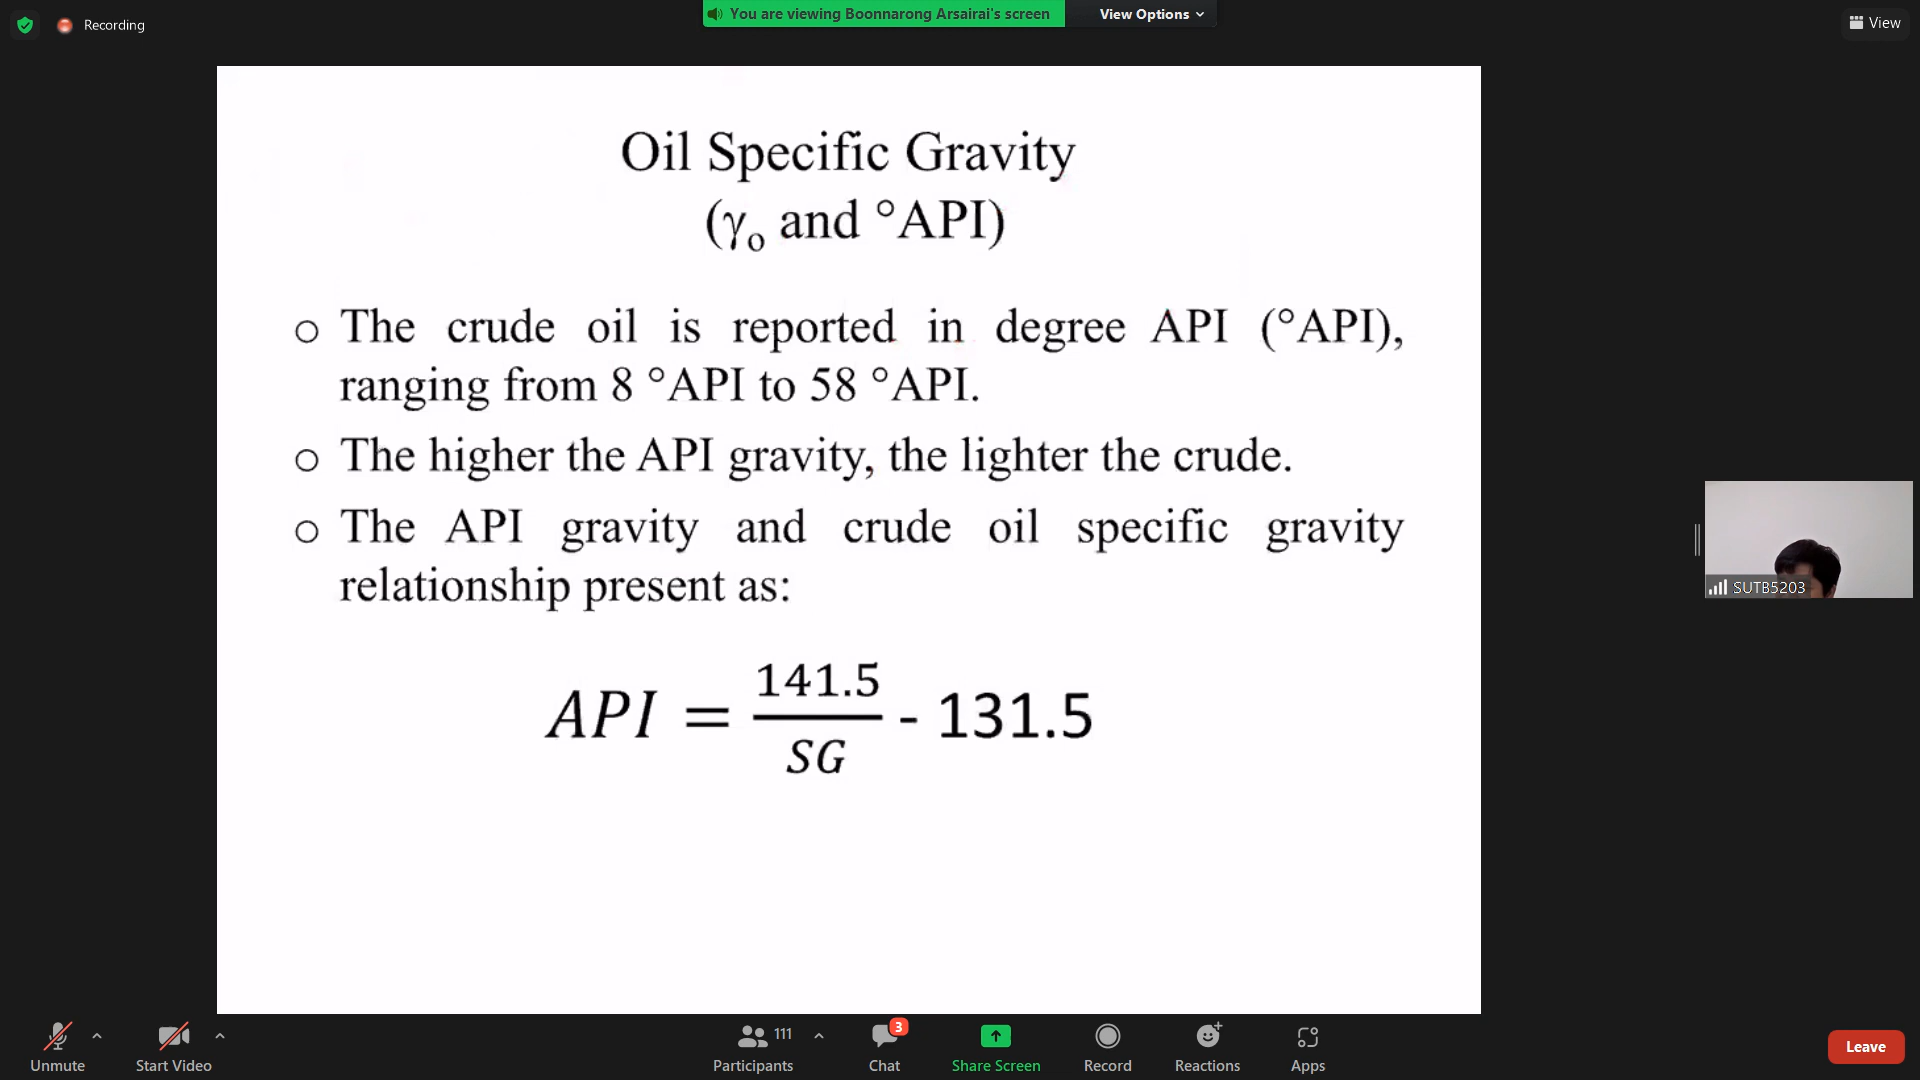 Recording
You are viewing Boonnarong Arsairai's screen
View Options
View
Oil Specific Gravity
(γo and °API)
o The crude oil is reported in degree API (°API),
ranging from 8 °API to 58 °API.
o The higher the API gravity, the lighter the crude.
o The API gravity and crude oil specific gravity
relationship present as:
API = 141.5/SG - 131.5
SUTB5203
Unmute
Start Video
Participants 111
Chat 3
Share Screen
Record
Reactions
Apps
Leave